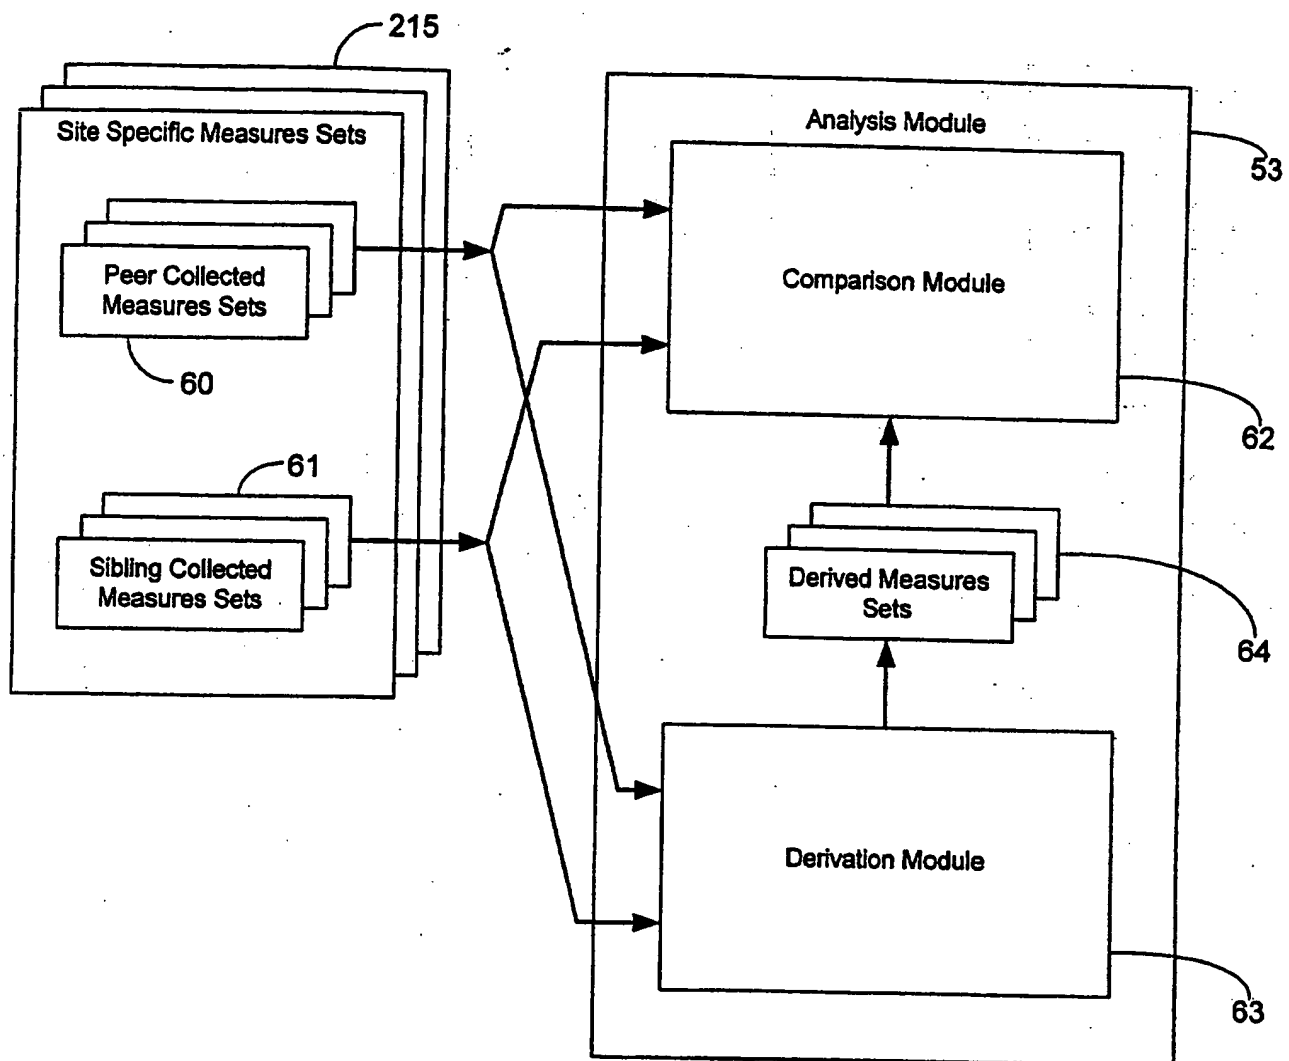 215
Site Specific Measures Sets
Peer Collected
Measures Sets
60
61
Sibling Collected
Measures Sets
Analysis Module
53
Comparison Module
62
Derived Measures
Sets
64
Derivation Module
63